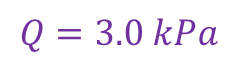 Q = 3.0 kPa